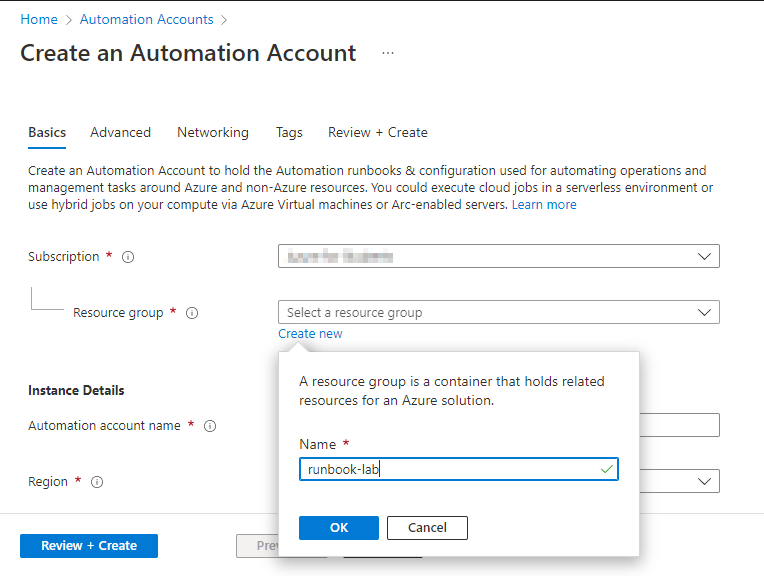 Home > Automation Accounts >
Create an Automation Account ...
Basics Advanced Networking Tags Review + Create
Create an Automation Account to hold the Automation runbooks & configuration used for automating operations and
management tasks around Azure and non-Azure resources. You could execute cloud jobs in a serverless environment or
use hybrid jobs on your compute via Azure Virtual machines or Arc-enabled servers. Learn more
Subscription *
Resource group *
Select a resource group
Create new
A resource group is a container that holds related
resources for an Azure solution.
Instance Details
Automation account name *
Name *
runbook-lab
Region *
OK Cancel
Review + Create